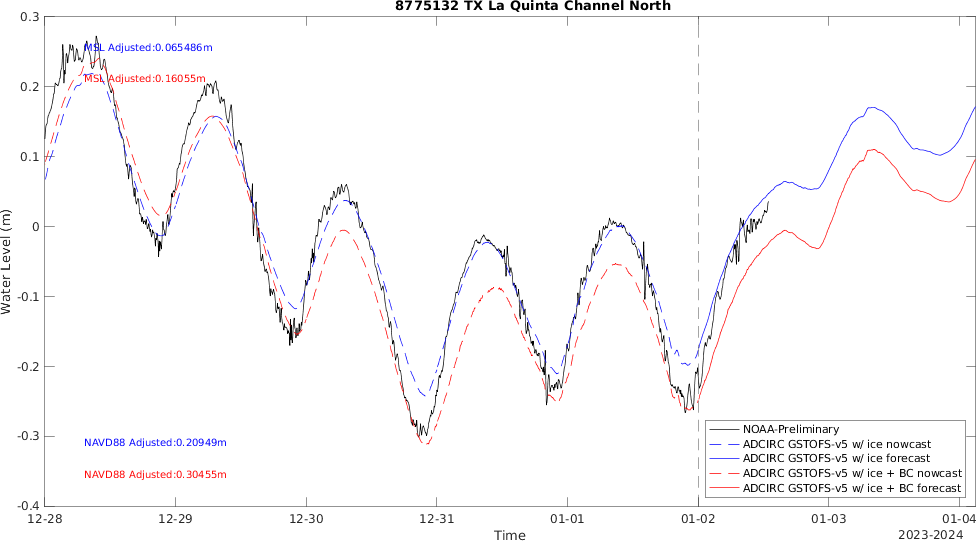 8775132 TX La Quinta Channel North
0.3
MSL Adjusted:0.065486m
MSL Adjusted:0.16055m
0.2
0.1
0
-0.1
-0.2
-0.3
-0.4
Water Level (m)
NAVD88 Adjusted:0.20949m
NAVD88 Adjusted:0.30455m
NOAA-Preliminary
ADCIRC GSTOFS-v5 w/ ice nowcast
ADCIRC GSTOFS-v5 w/ ice forecast
ADCIRC GSTOFS-v5 w/ ice + BC nowcast
ADCIRC GSTOFS-v5 w/ ice + BC forecast
12-28 12-29 12-30 12-31 01-01 01-02 01-03 01-04
Time
2023-2024